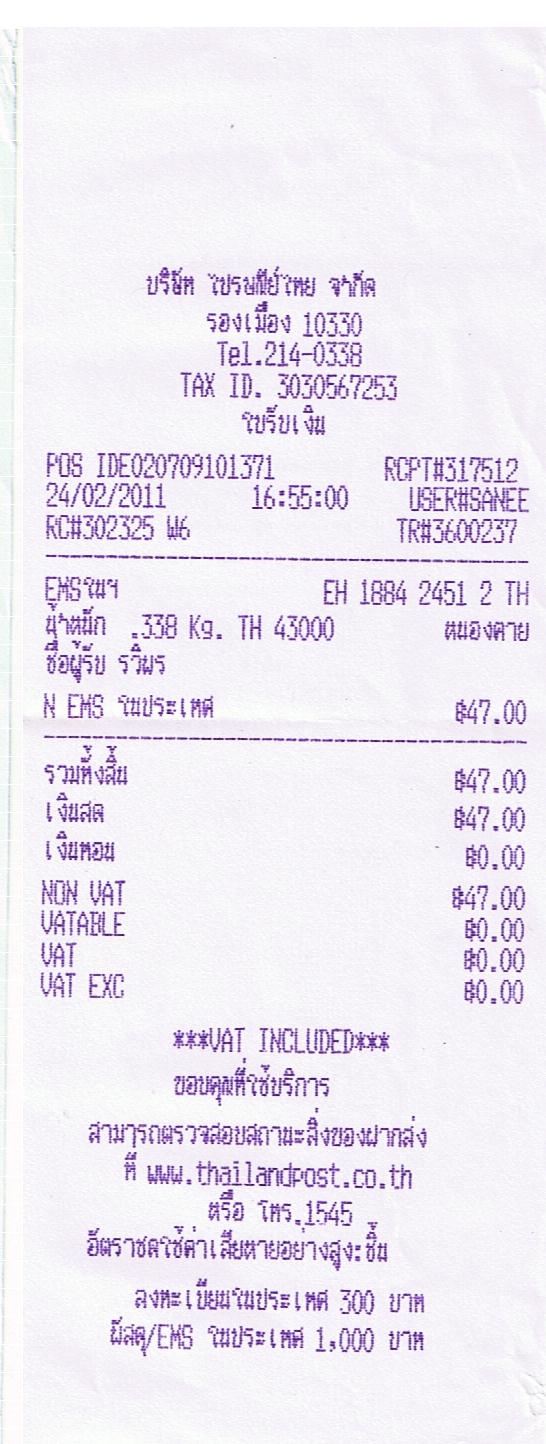 บริษัท ไปรษณีย์ไทย จำกัด
รองเมือง 10330
Tel.214-0338
TAX ID. 3030567253
ใบรับเงิน
POS IDE020709101371 RCPT#317512
24/02/2011 16:55:00 USER#SANEE
RC#302325 W6 TR#3600237
EMSในฯ EH 1884 2451 2 TH
น้ำหนัก .338 Kg. TH 43000 หนองคาย
ชื่อผู้รับ รวิพร
N EMS ในประเทศ ฿47.00
รวมทั้งสิ้น ฿47.00
เงินสด ฿47.00
เงินทอน ฿0.00
NON VAT ฿47.00
VATABLE ฿0.00
VAT ฿0.00
VAT EXC ฿0.00
***VAT INCLUDED***
ขอบคุณที่ใช้บริการ
สามารถตรวจสอบสถานะสิ่งของฝากส่ง
ที่ www.thailandpost.co.th
หรือ โทร.1545
อัตราชดใช้ค่าเสียหายอย่างสูง:ชิ้น
ลงทะเบียนในประเทศ 300 บาท
พัสดุ/EMS ในประเทศ 1,000 บาท